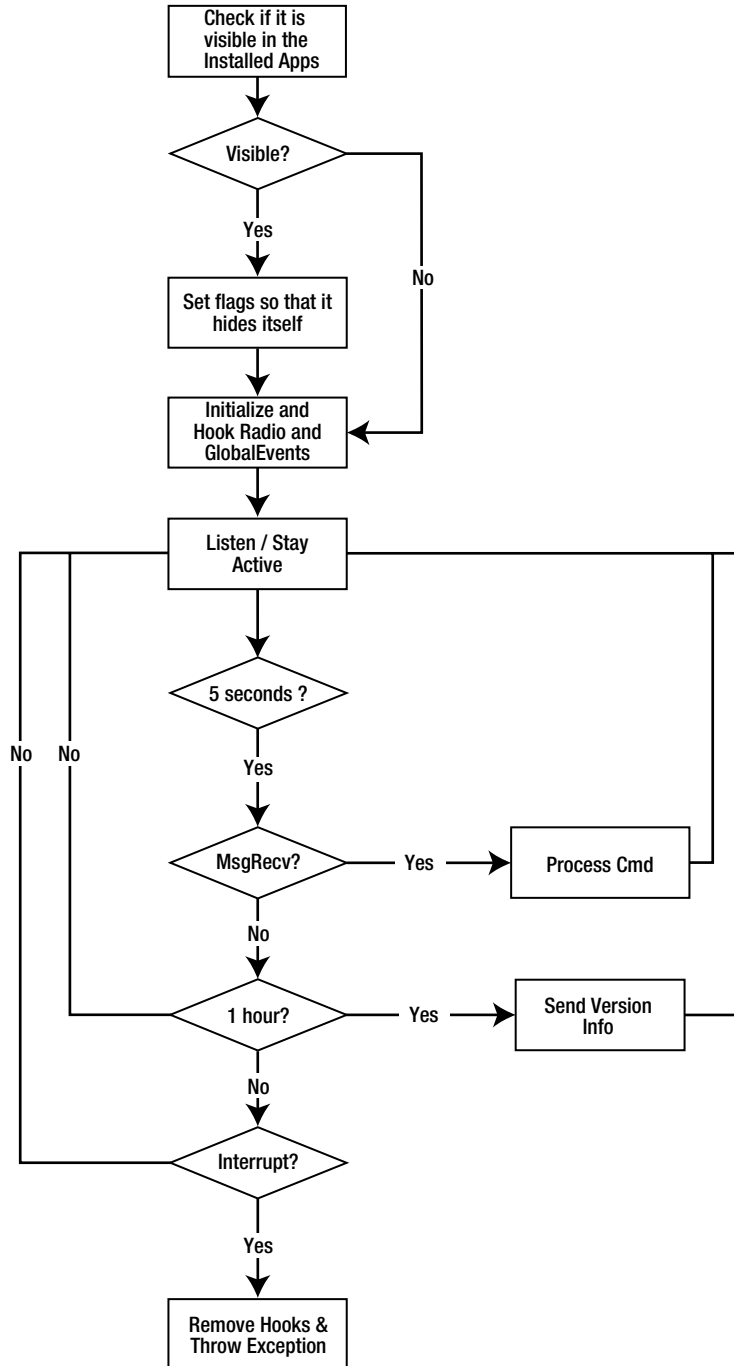 Check if it is
visible in the
Installed Apps
Visible?
Yes
No
Set flags so that it
hides itself
Initialize and
Hook Radio and
GlobalEvents
Listen / Stay
Active
5 seconds ?
No
No
Yes
MsgRecv?
Yes
Process Cmd
No
1 hour?
Yes
Send Version
Info
No
Interrupt?
Yes
Remove Hooks &
Throw Exception